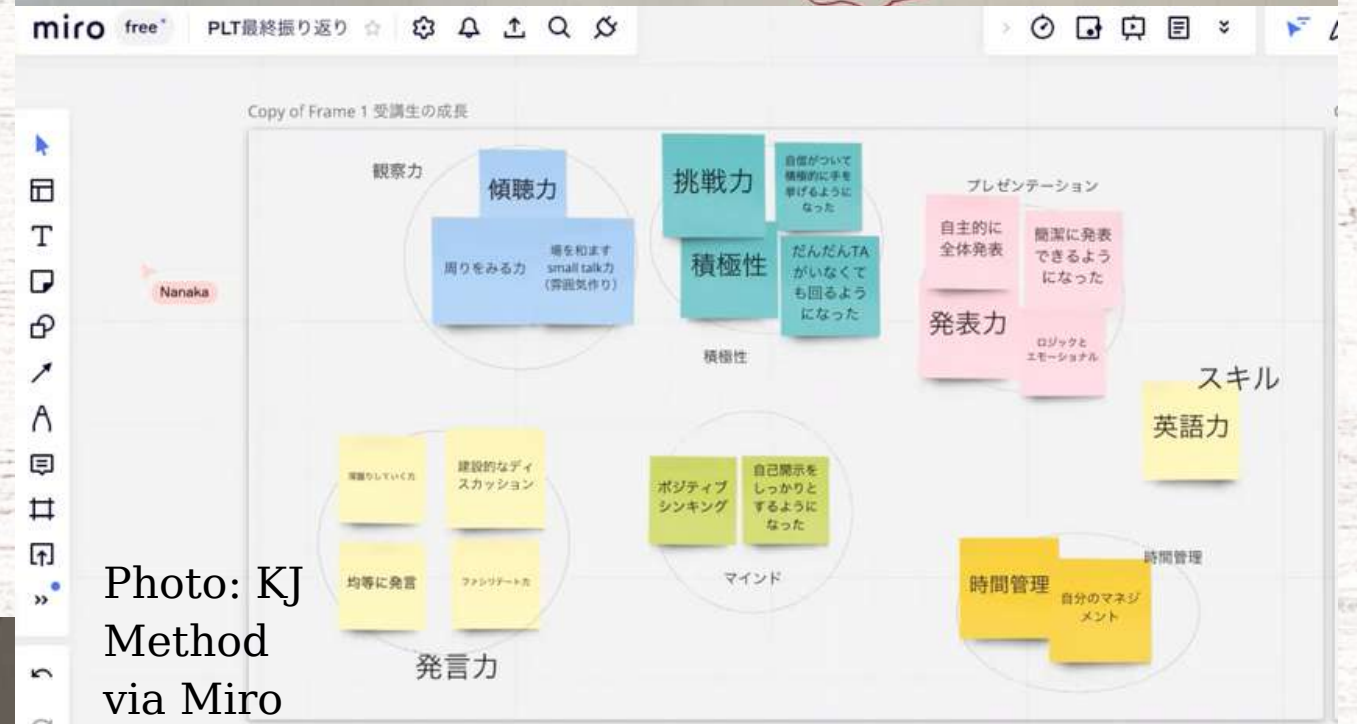 miro free
PLT最終振り返り
Copy of Frame 1 受講生の成長
観察力
傾聴力
周りをみる力
場を和ます
small talk力
(雰囲気作り)
挑戦力
自信がついて
積極的に手を
挙げるように
なった
積極性
だんだんTA
がいなくて
も回るよう
になった
積極性
プレゼンテーション
自主的に
全体発表
簡潔に発表
できるよう
になった
発表力
ロジックと
エモーショナル
スキル
英語力
Nanaka
深掘りしていく力
建設的なディ
スカッション
均等に発言
ファシリテート力
発言力
ポジティブ
シンキング
自己開示を
しっかりと
するように
なった
マインド
時間管理
時間管理
自分のマネジ
メント
Photo: KJ
Method
via Miro